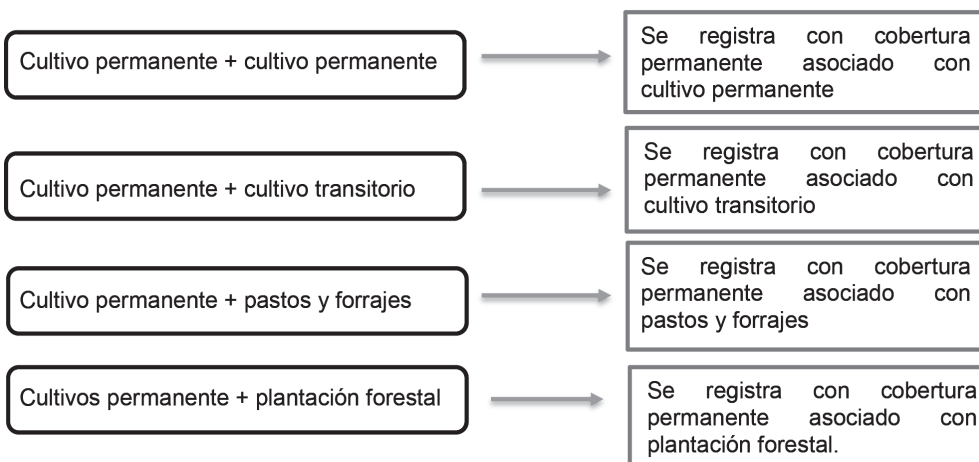 Cultivo permanente + cultivo permanente
Se registra con cobertura
permanente asociado con
cultivo permanente
Cultivo permanente + cultivo transitorio
Se registra con cobertura
permanente asociado con
cultivo transitorio
Cultivo permanente + pastos y forrajes
Se registra con cobertura
permanente asociado con
pastos y forrajes
Cultivos permanente + plantación forestal
Se registra con cobertura
permanente asociado con
plantación forestal.